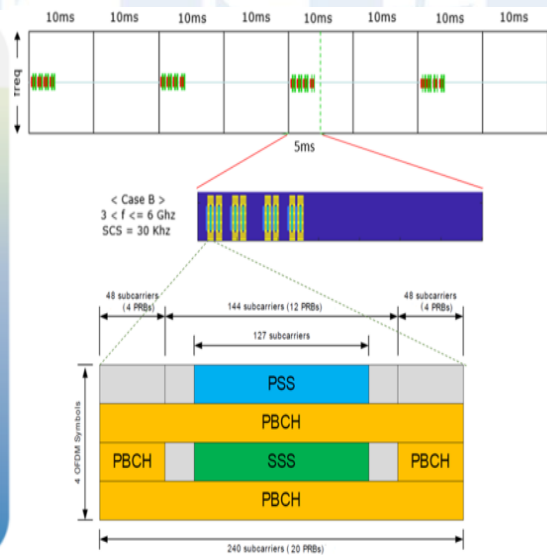 10ms 10ms 10ms 10ms 10ms 10ms 10ms 10ms
freq
5ms
< Case B >
3 < f <= 6 Ghz
SCS = 30 Khz
48 subcarriers
(4 PRBs)
144 subcarriers (12 PRBs)
48 subcarriers
(4 PRBs)
127 subcarriers
4 OFDM Symbols
PSS
PBCH
PBCH SSS PBCH
PBCH
240 subcarriers (20 PRBs)